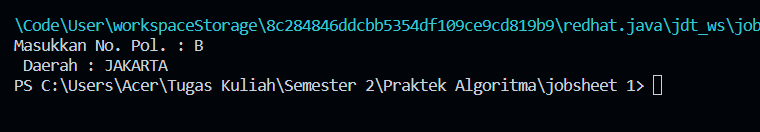 \Code\User\workspaceStorage\8c284846ddcbb5354df109ce9cd819b9\redhat.java\jdt_ws\job
Masukkan No. Pol. : B
 Daerah : JAKARTA
PS C:\Users\Acer\Tugas Kuliah\Semester 2\Praktek Algoritma\jobsheet 1>